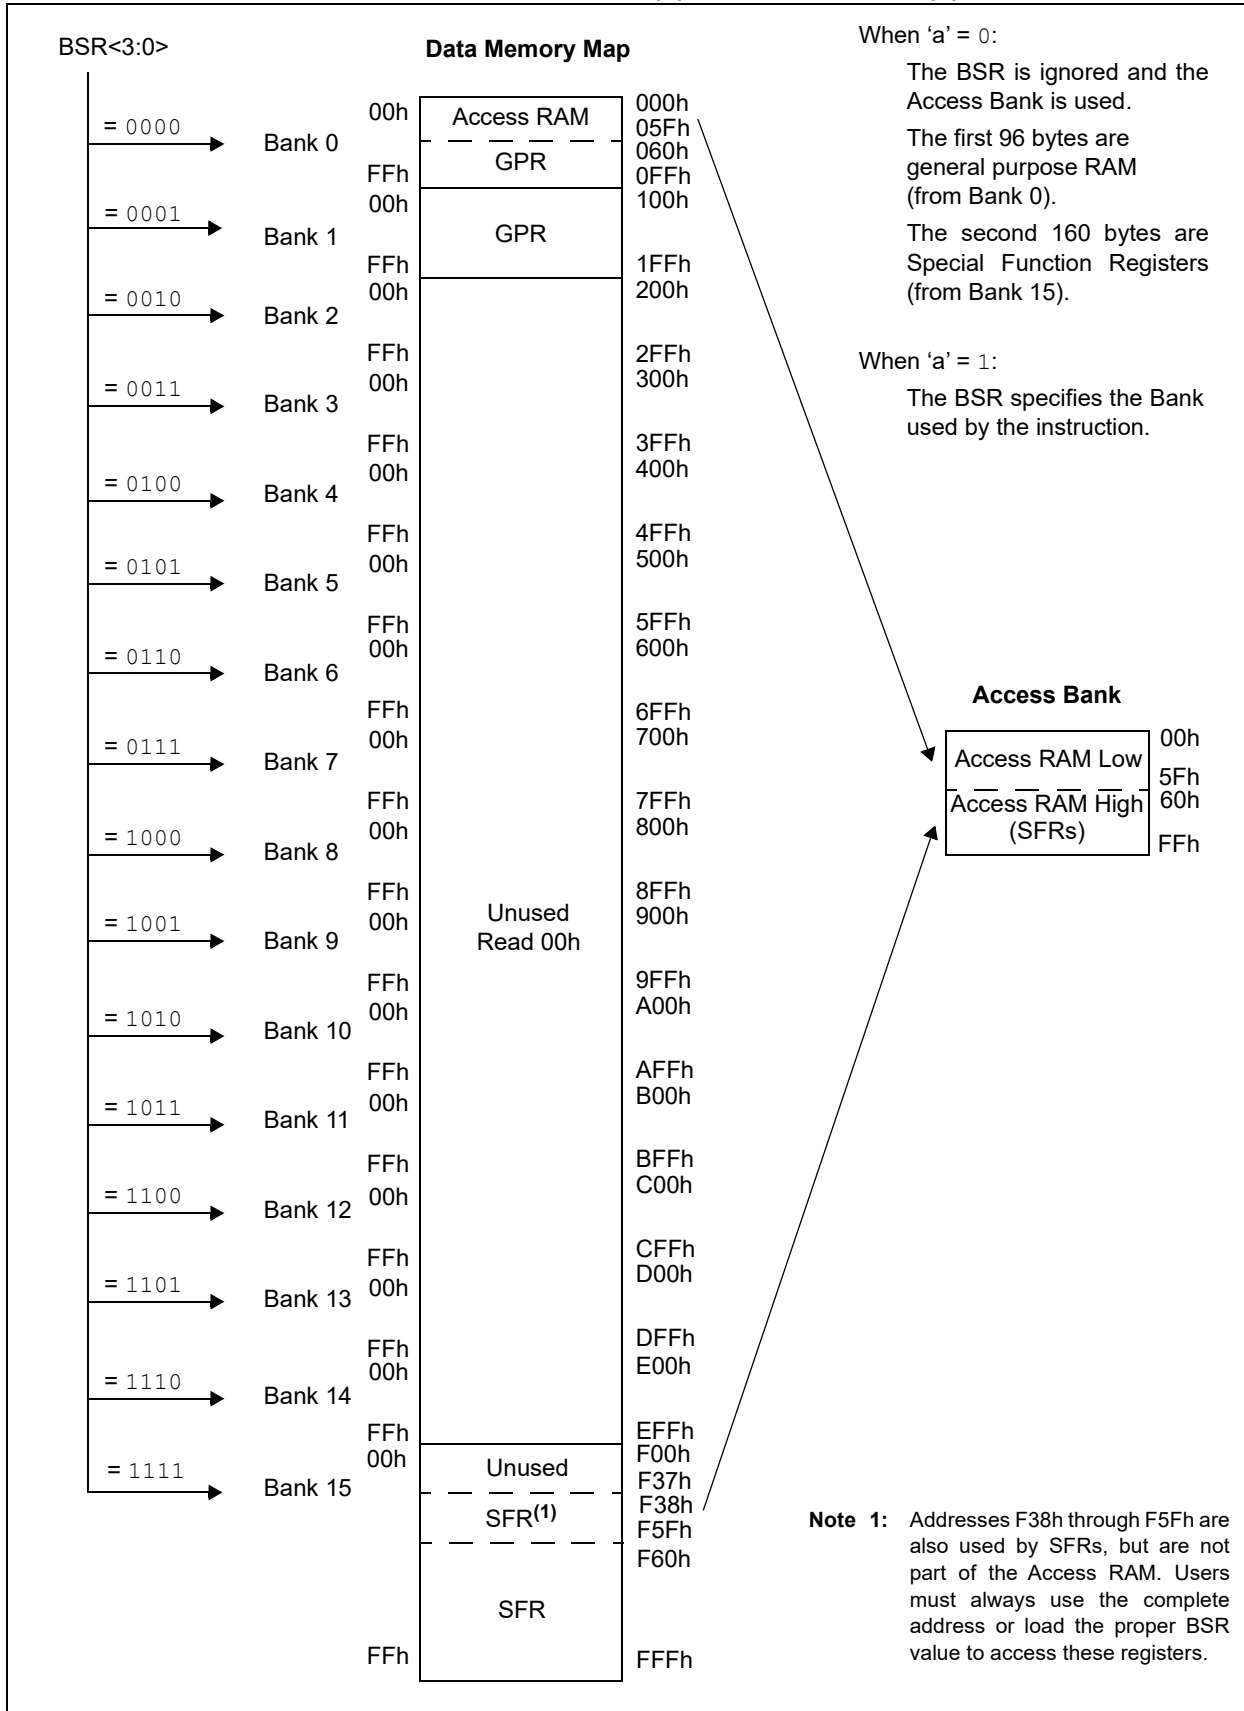 BSR<3:0>
Data Memory Map
When ‘a’ = 0:
The BSR is ignored and the
Access Bank is used.
The first 96 bytes are
general purpose RAM
(from Bank 0).
The second 160 bytes are
Special Function Registers
(from Bank 15).
When ‘a’ = 1:
The BSR specifies the Bank
used by the instruction.
= 0000
Bank 0
00h
FFh
Access RAM
GPR
000h
05Fh
060h
0FFh
= 0001
Bank 1
00h
FFh
GPR
100h
1FFh
= 0010
Bank 2
00h
FFh
200h
2FFh
= 0011
Bank 3
00h
FFh
300h
3FFh
= 0100
Bank 4
00h
FFh
400h
4FFh
= 0101
Bank 5
00h
FFh
500h
5FFh
= 0110
Bank 6
00h
FFh
600h
6FFh
= 0111
Bank 7
00h
FFh
700h
7FFh
= 1000
Bank 8
00h
FFh
800h
8FFh
= 1001
Bank 9
00h
FFh
Unused
Read 00h
900h
9FFh
= 1010
Bank 10
00h
FFh
A00h
AFFh
= 1011
Bank 11
00h
FFh
B00h
BFFh
= 1100
Bank 12
00h
FFh
C00h
CFFh
= 1101
Bank 13
00h
FFh
D00h
DFFh
= 1110
Bank 14
00h
FFh
E00h
EFFh
= 1111
Bank 15
00h
FFh
Unused
SFR(1)
SFR
F00h
F37h
F38h
F5Fh
F60h
FFFh
Access Bank
Access RAM Low
Access RAM High
(SFRs)
00h
5Fh
60h
FFh
Note 1: Addresses F38h through F5Fh are
also used by SFRs, but are not
part of the Access RAM. Users
must always use the complete
address or load the proper BSR
value to access these registers.